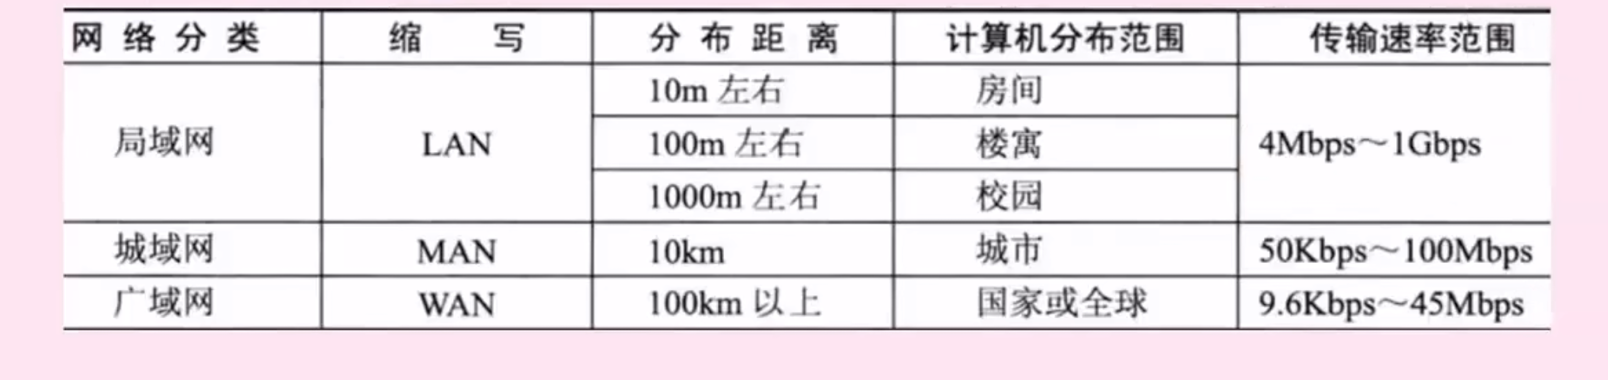 网络分类 缩写 分布距离 计算机分布范围 传输速率范围
10m 左右 房间
局域网 LAN 100m 左右 楼寓 4Mbps～1Gbps
1000m 左右 校园
城域网 MAN 10km 城市 50Kbps～100Mbps
广域网 WAN 100km 以上 国家或全球 9.6Kbps～45Mbps